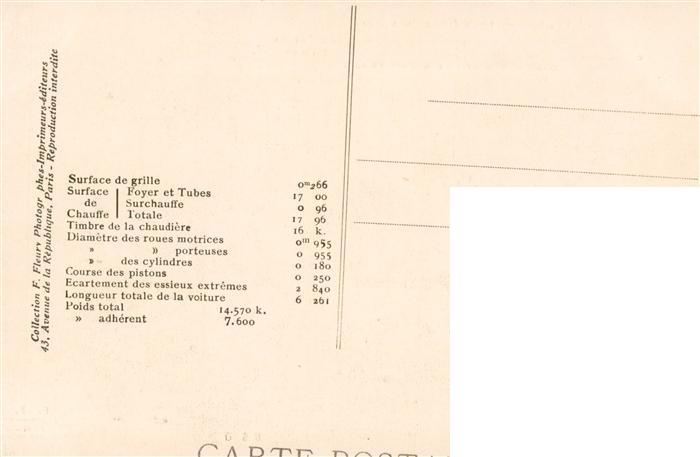 Collection F. Fleury Photogr phes-Imprimeurs-éditeurs
43, Avenue de la République, Paris - Reproduction interdite
Surface de grille 0m266
Surface Foyer et Tubes 17 00
de Surchauffe 0 96
Chauffe Totale 17 96
Timbre de la chaudière 16 k.
Diamètre des roues motrices 0m 955
» » porteuses 0 955
» des cylindres 0 180
Course des pistons 0 250
Ecartement des essieux extrêmes 2 840
Longueur totale de la voiture 6 261
Poids total 14.570 k.
» adhérent 7.600
CARTE POSTA